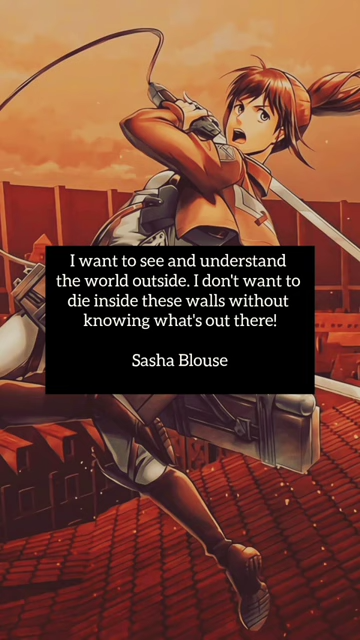 I want to see and understand
the world outside. I don't want to
die inside these walls without
knowing what's out there!
Sasha Blouse